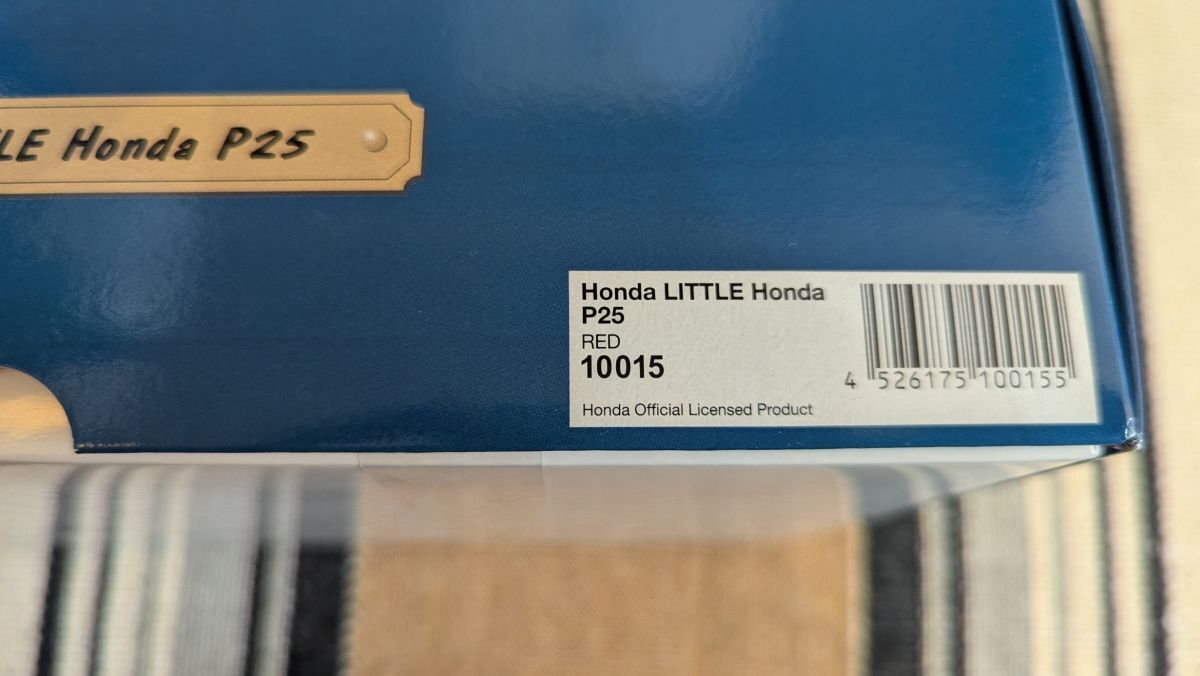 LE Honda P25
Honda LITTLE Honda
P25
RED
10015
4 526175 100155
Honda Official Licensed Product